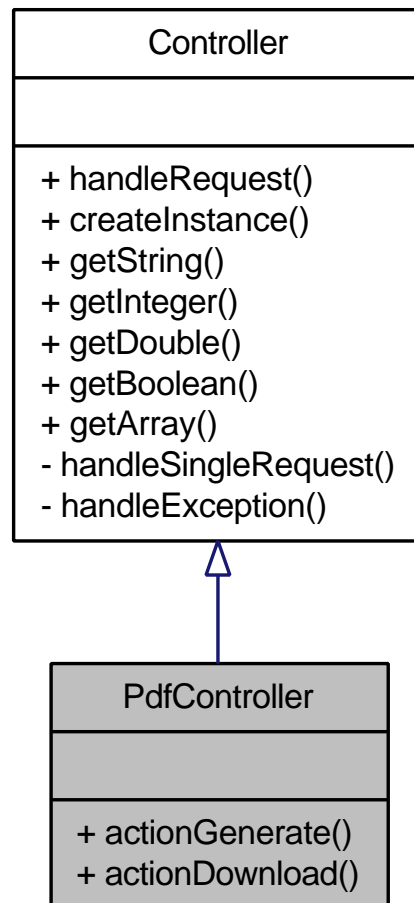 Controller
+ handleRequest()
+ createInstance()
+ getString()
+ getInteger()
+ getDouble()
+ getBoolean()
+ getArray()
- handleSingleRequest()
- handleException()
PdfController
+ actionGenerate()
+ actionDownload()